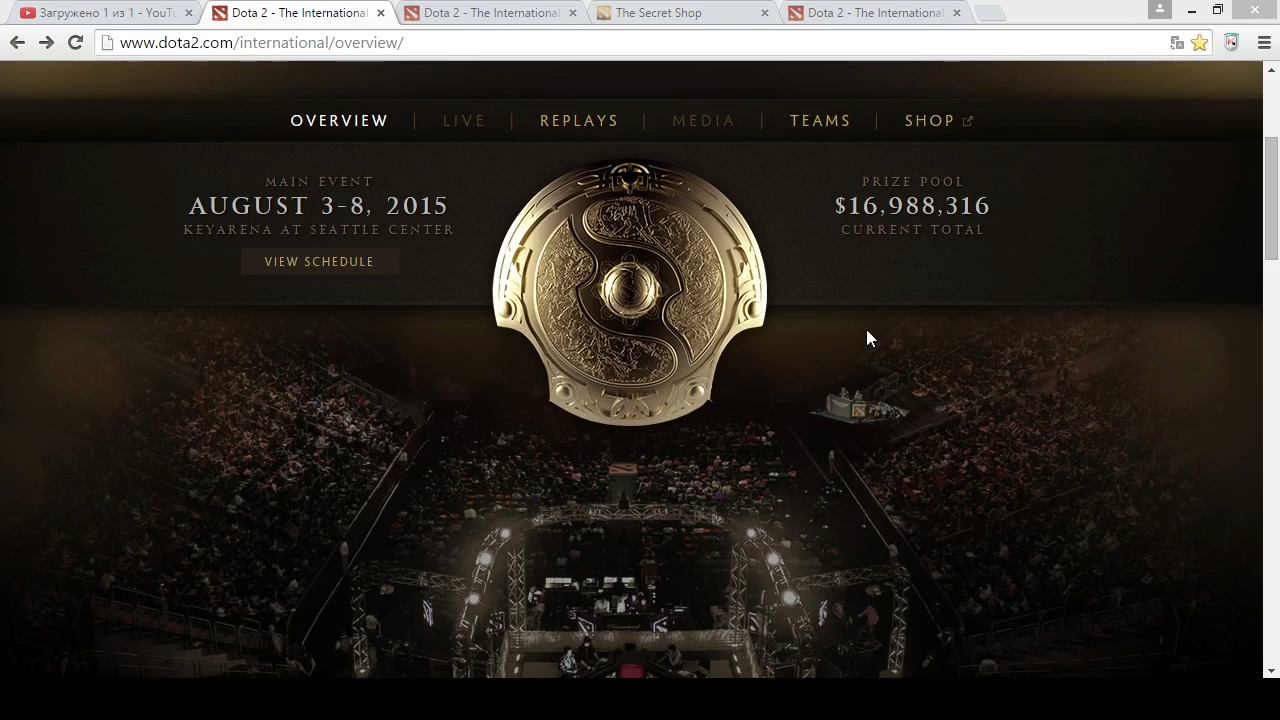 Загружено 1 из 1 - YouTu
Dota 2 - The International
Dota 2 - The International
The Secret Shop
Dota 2 - The International
www.dota2.com/international/overview/
OVERVIEW | LIVE | REPLAYS | MEDIA | TEAMS | SHOP
MAIN EVENT
AUGUST 3-8, 2015
KEYARENA AT SEATTLE CENTER
VIEW SCHEDULE
PRIZE POOL
$16,988,316
CURRENT TOTAL